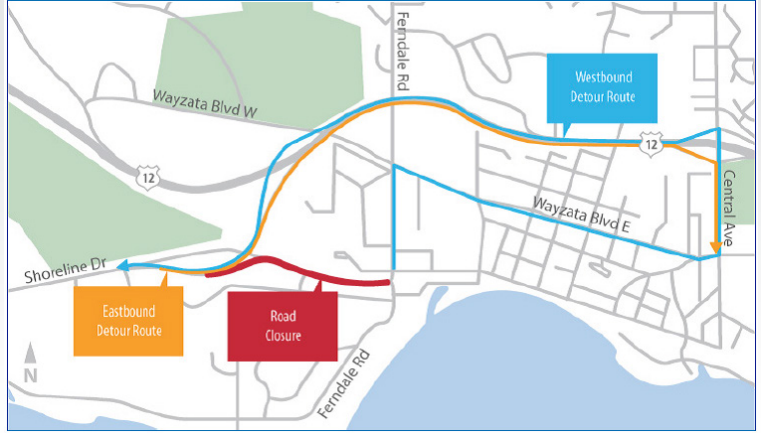 Ferndale Rd
Westbound
Detour Route
Wayzata Blvd W
12
12
Central Ave
Wayzata Blvd E
Shoreline Dr
Eastbound
Detour Route
Road
Closure
N
Ferndale Rd